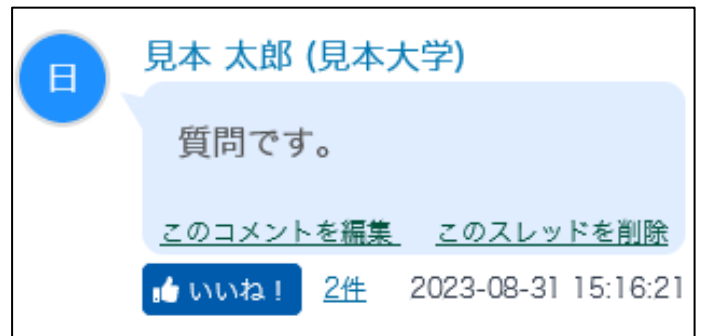 日
見本 太郎 (見本大学)
質問です。
このコメントを編集 このスレッドを削除
いいね！ 2件 2023-08-31 15:16:21